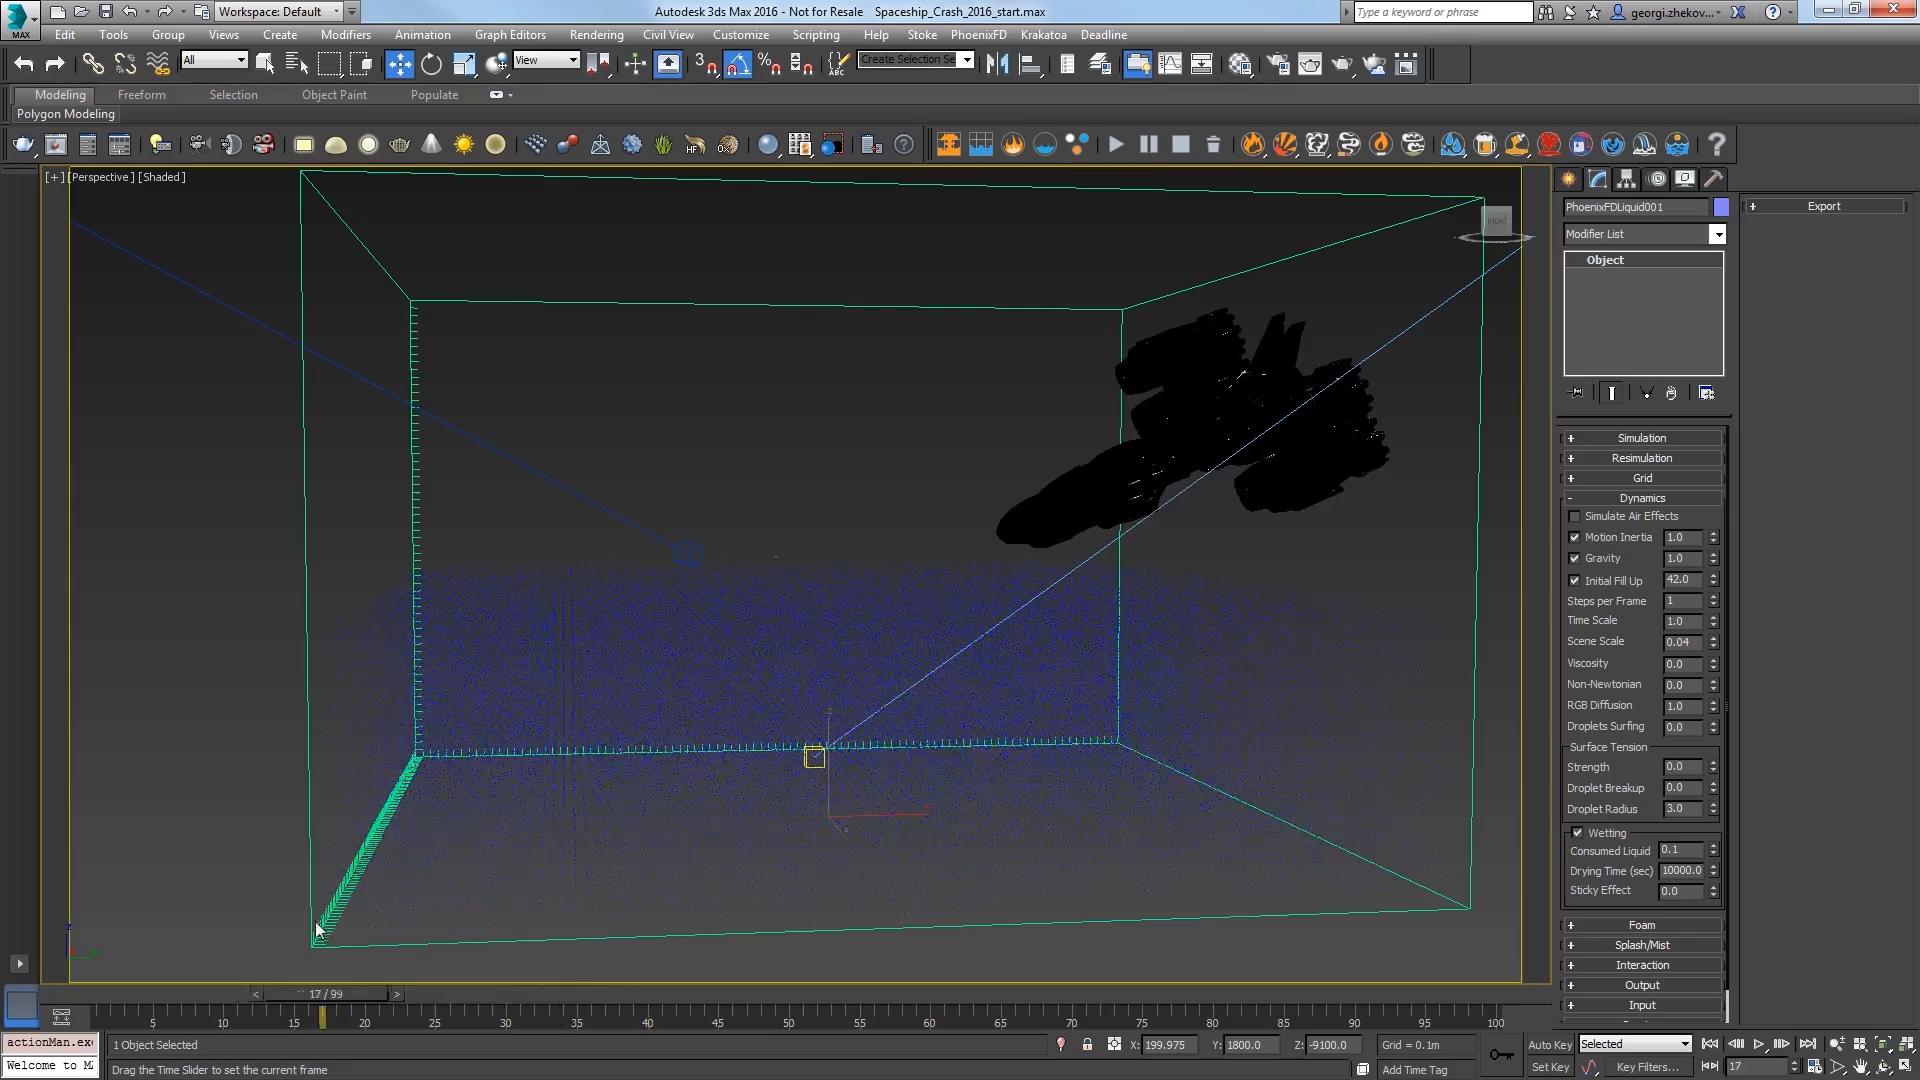 MAX
Workspace: Default
Autodesk 3ds Max 2016 - Not for Resale   Spaceship_Crash_2016_start.max
Type a keyword or phrase
georgi.zhekov...
Edit Tools Group Views Create Modifiers Animation Graph Editors Rendering Civil View Customize Scripting Help Stoke PhoenixFD Krakatoa Deadline
All
View
3
%
ABC
Create Selection Se
Modeling Freeform Selection Object Paint Populate
Polygon Modeling
HF
[+] [Perspective] [Shaded]
RIGHT
PhoenixFDLiquid001
Modifier List
Object
+ Export
+ Simulation
+ Resimulation
+ Grid
- Dynamics
Simulate Air Effects
Motion Inertia 1.0
Gravity 1.0
Initial Fill Up 42.0
Steps per Frame 1
Time Scale 1.0
Scene Scale 0.04
Viscosity 0.0
Non-Newtonian 0.0
RGB Diffusion 1.0
Droplets Surfing 0.0
Surface Tension
Strength 0.0
Droplet Breakup 0.0
Droplet Radius 3.0
Wetting
Consumed Liquid 0.1
Drying Time (sec) 10000.0
Sticky Effect 0.0
+ Foam
+ Splash/Mist
+ Interaction
+ Output
+ Input
< 17 / 99 >
5 10 15 20 25 30 35 40 45 50 55 60 65 70 75 80 85 90 95 100
actionMan.exe
Welcome to M
1 Object Selected
X: 199.975 Y: 1800.0 Z: -9100.0 Grid = 0.1m
Auto Key Selected
Drag the Time Slider to set the current frame
Add Time Tag
Set Key Key Filters... 17